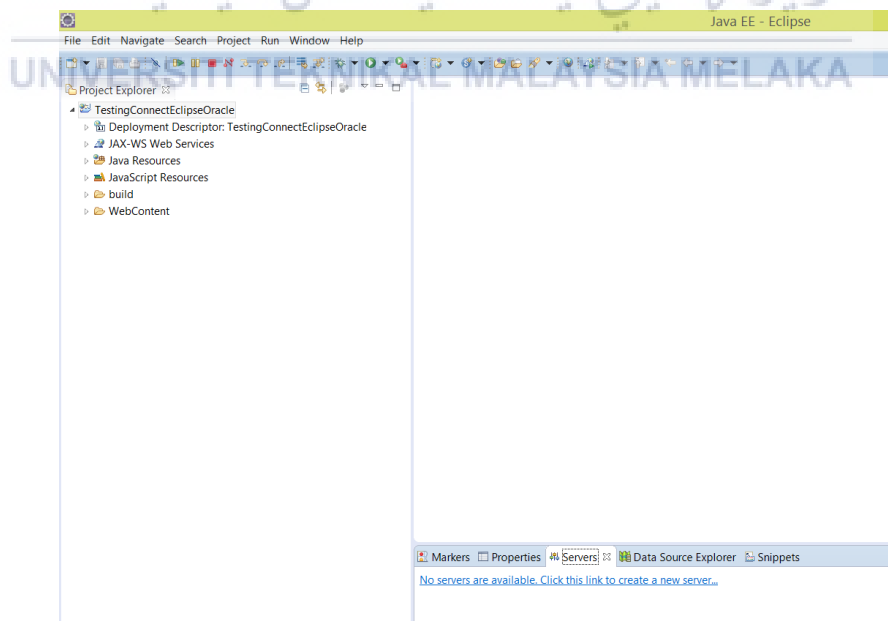 Java EE - Eclipse
File Edit Navigate Search Project Run Window Help
UNIVERSITI TEKNIKAL MALAYSIA MELAKA
Project Explorer
TestingConnectEclipseOracle
Deployment Descriptor: TestingConnectEclipseOracle
JAX-WS Web Services
Java Resources
JavaScript Resources
build
WebContent
Markers Properties Servers Data Source Explorer Snippets
No servers are available. Click this link to create a new server...